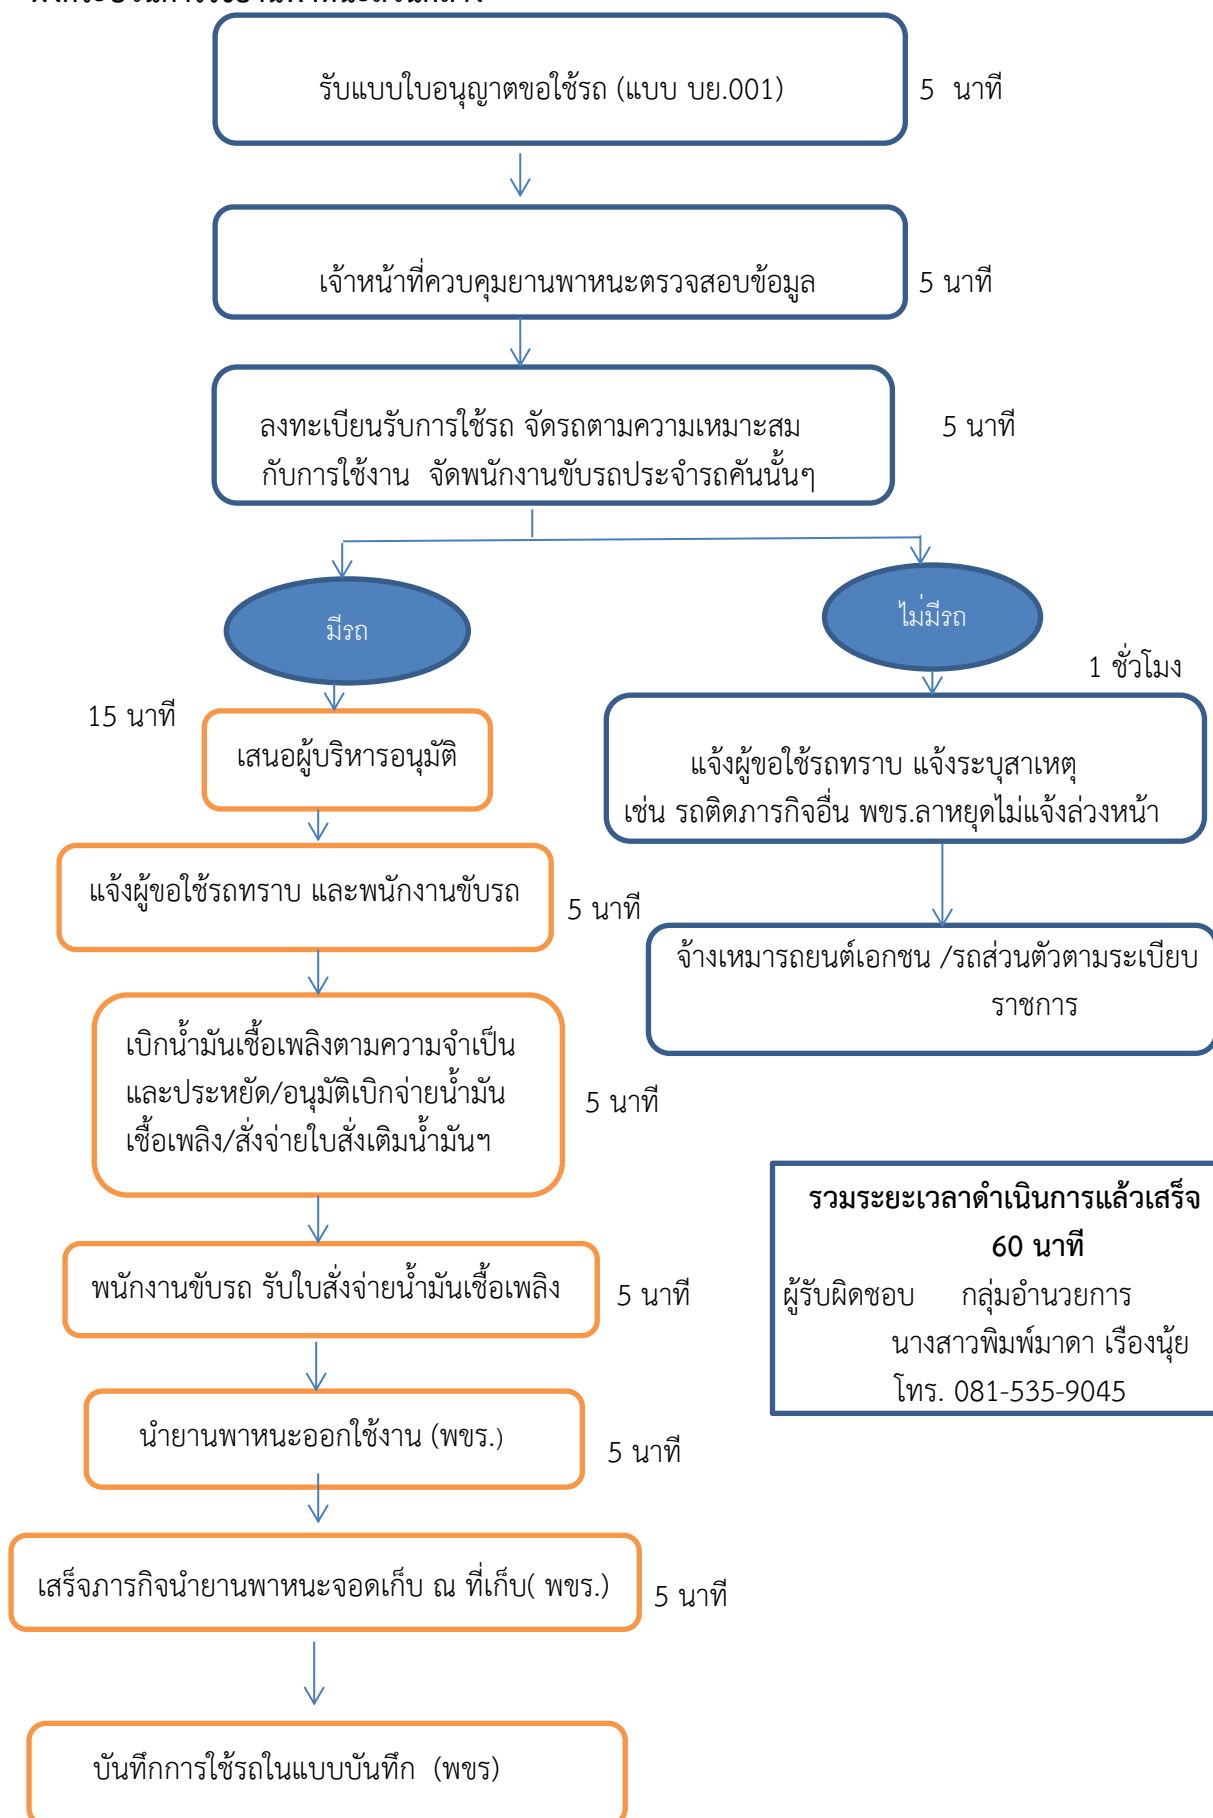 รับแบบใบอนุญาตขอใช้รถ (แบบ บย.001)
5 นาที
เจ้าหน้าที่ควบคุมยานพาหนะตรวจสอบข้อมูล
5 นาที
ลงทะเบียนรับการใช้รถ จัดรถตามความเหมาะสม
กับการใช้งาน จัดพนักงานขับรถประจำรถคันนั้นๆ
5 นาที
มีรถ
ไม่มีรถ
1 ชั่วโมง
15 นาที
เสนอผู้บริหารอนุมัติ
แจ้งผู้ขอใช้รถทราบ แจ้งระบุสาเหตุ
เช่น รถติดภารกิจอื่น พขร.ลาหยุดไม่แจ้งล่วงหน้า
แจ้งผู้ขอใช้รถทราบ และพนักงานขับรถ
5 นาที
จ้างเหมารถยนต์เอกชน /รถส่วนตัวตามระเบียบ
ราชการ
เบิกน้ำมันเชื้อเพลิงตามความจำเป็น
และประหยัด/อนุมัติเบิกจ่ายน้ำมัน
เชื้อเพลิง/สั่งจ่ายใบสั่งเติมน้ำมันฯ
5 นาที
รวมระยะเวลาดำเนินการแล้วเสร็จ
60 นาที
ผู้รับผิดชอบ กลุ่มอำนวยการ
นางสาวพิมพ์มาดา เรืองนุ้ย
โทร. 081-535-9045
พนักงานขับรถ รับใบสั่งจ่ายน้ำมันเชื้อเพลิง
5 นาที
นำยานพาหนะออกใช้งาน (พขร.)
5 นาที
เสร็จภารกิจนำยานพาหนะจอดเก็บ ณ ที่เก็บ( พขร.)
5 นาที
บันทึกการใช้รถในแบบบันทึก (พขร)